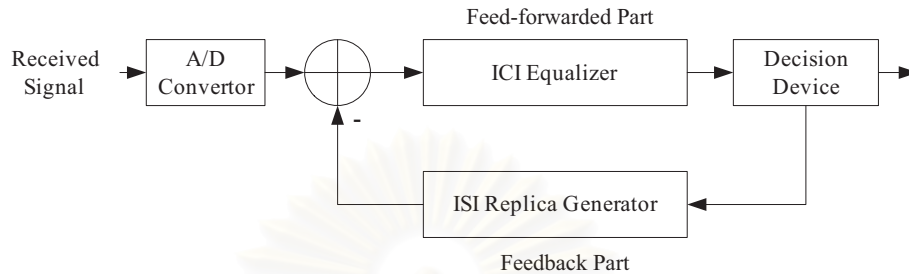 Feed-forwarded Part
Received
Signal
A/D
Convertor
ICI Equalizer
Decision
Device
-
ISI Replica Generator
Feedback Part